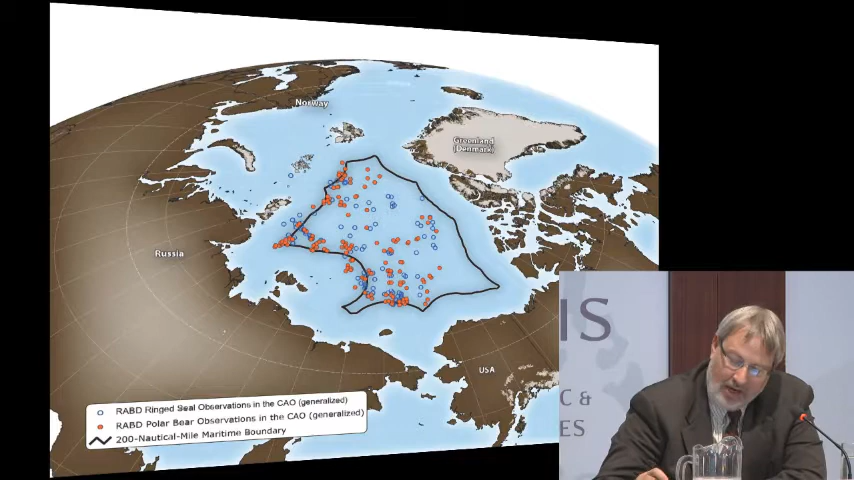 Norway
Greenland
(Denmark)
Russia
USA
RABD Ringed Seal Observations in the CAO (generalized)
RABD Polar Bear Observations in the CAO (generalized)
200-Nautical-Mile Maritime Boundary
IS
C &
ES